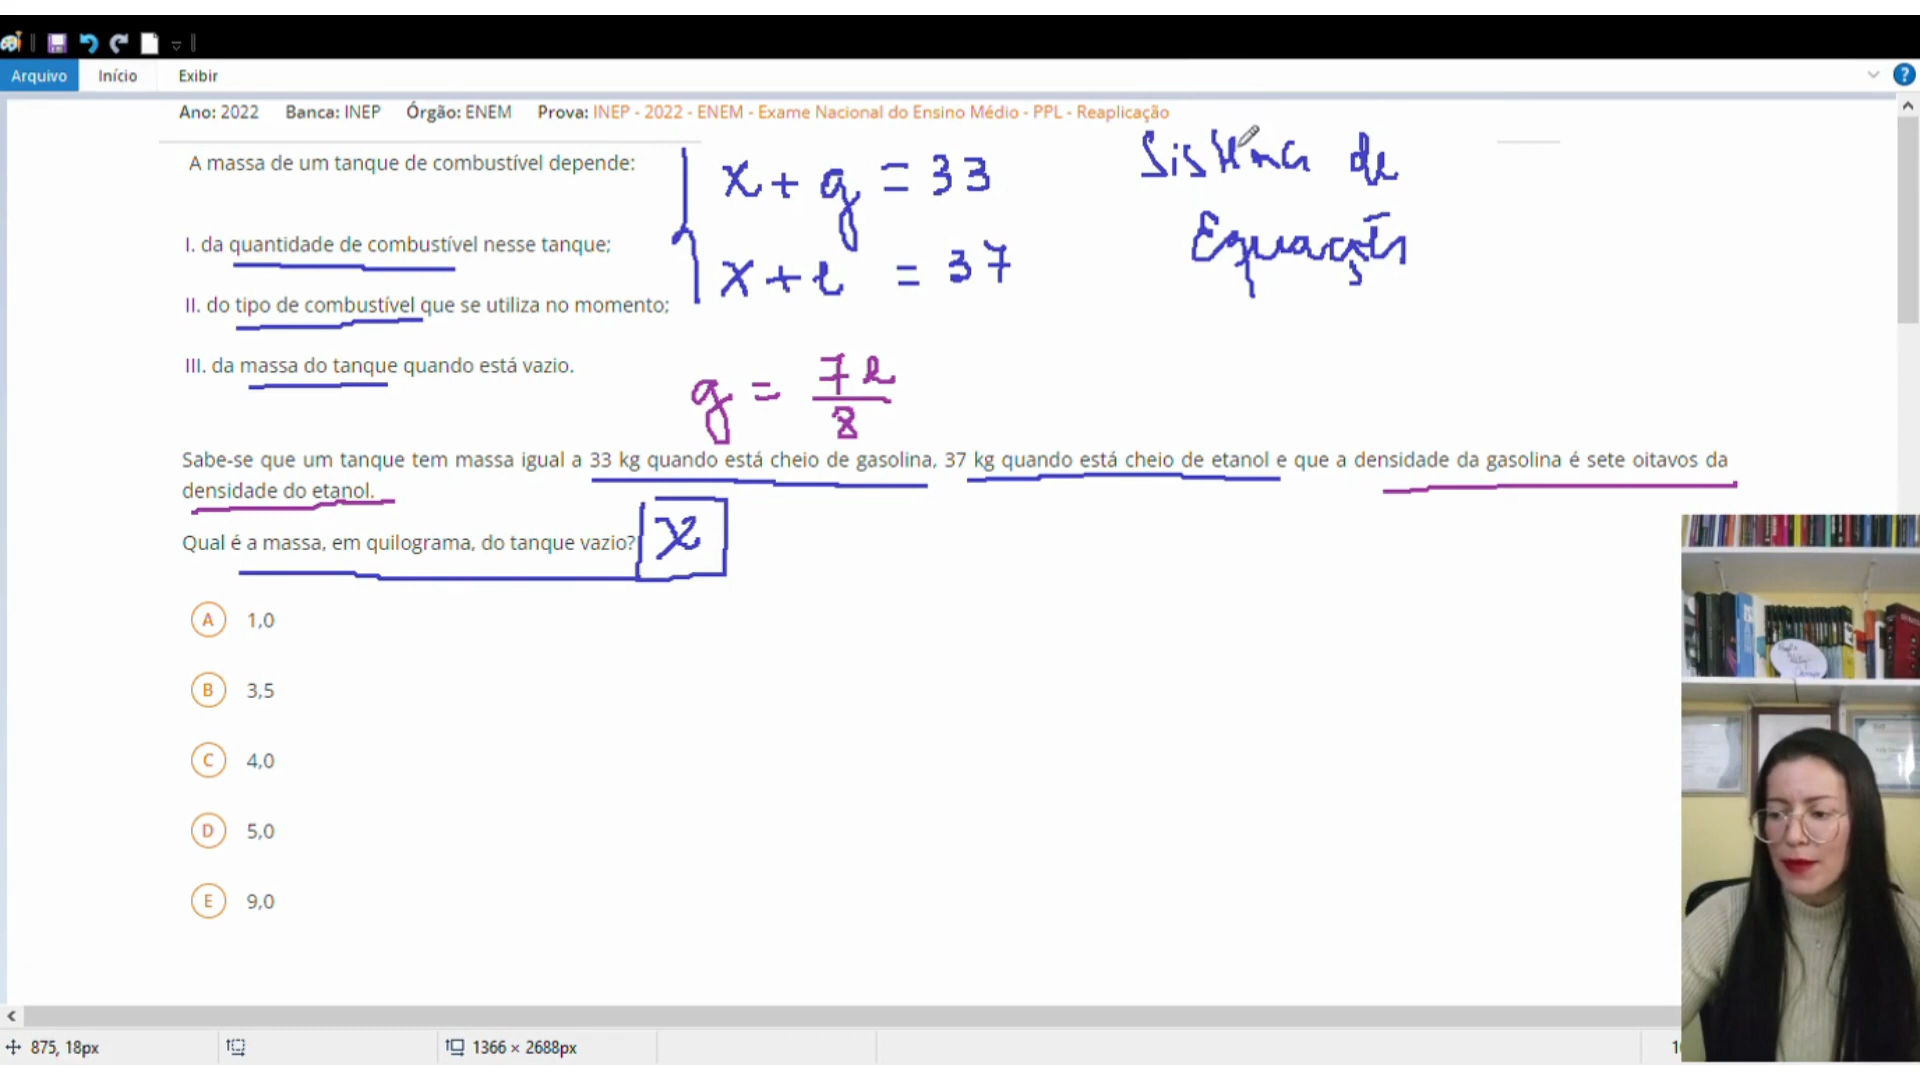 Arquivo Início Exibir
Ano: 2022 Banca: INEP Órgão: ENEM Prova: INEP - 2022 - ENEM - Exame Nacional do Ensino Médio - PPL - Reaplicação
A massa de um tanque de combustível depende:
x + g = 33
Sistema de
Equações
I. da quantidade de combustível nesse tanque;
x + e = 37
II. do tipo de combustível que se utiliza no momento;
III. da massa do tanque quando está vazio.
g = 7e/8
Sabe-se que um tanque tem massa igual a 33 kg quando está cheio de gasolina, 37 kg quando está cheio de etanol e que a densidade da gasolina é sete oitavos da
densidade do etanol.
Qual é a massa, em quilograma, do tanque vazio? x
A 1,0
B 3,5
C 4,0
D 5,0
E 9,0
875, 18px 1366 × 2688px